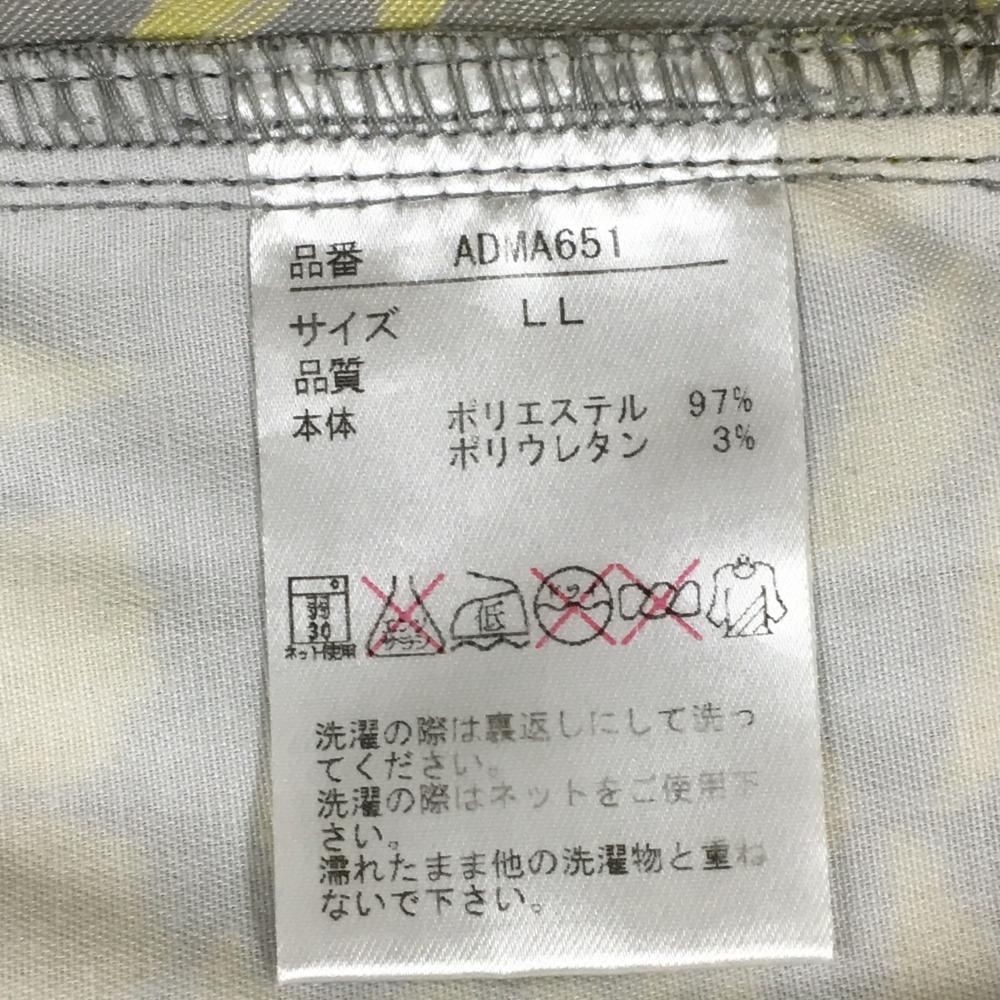 品番 ADMA651
サイズ LL
品質
本体 ポリエステル 97%
ポリウレタン 3%
30
低
ネット使用
洗濯の際は裏返しにして洗っ
てください。
洗濯の際はネットをご使用下
さい。
濡れたまま他の洗濯物と重ね
ないで下さい。